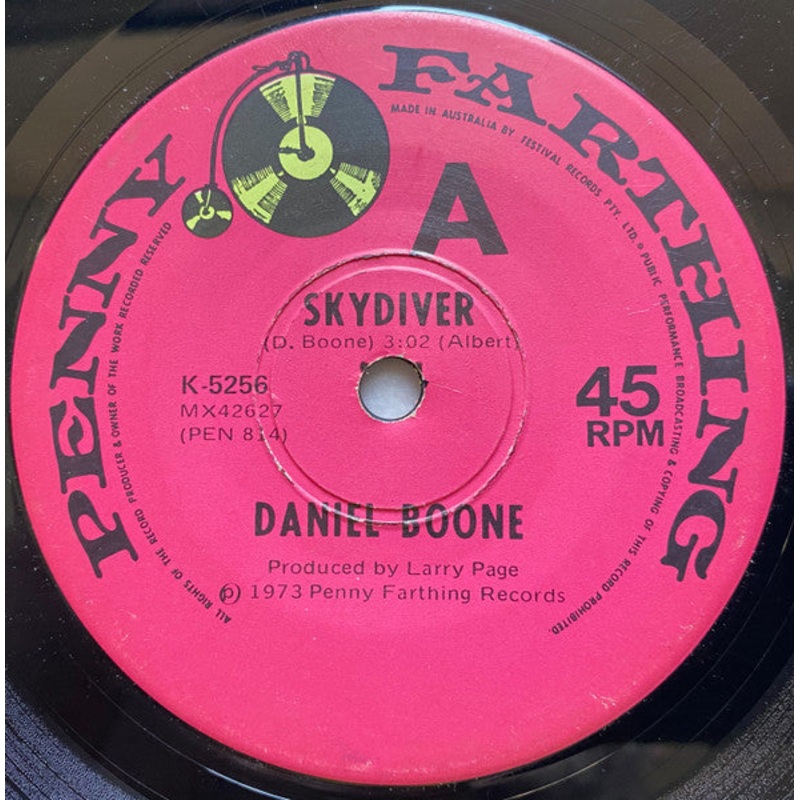 PENNY FARTHING
MADE IN AUSTRALIA BY FESTIVAL RECORDS PTY. LTD. ® PUBLIC PERFORMANCE BROADCASTING & COPYING OF THIS RECORD PROHIBITED.
ALL RIGHTS OF THE RECORD PRODUCER & OWNER OF THE WORK RECORDED RESERVED
A
SKYDIVER
(D. Boone) 3:02 (Albert)
K-5256
MX42627
(PEN 814)
45
RPM
DANIEL BOONE
Produced by Larry Page
℗ 1973 Penny Farthing Records